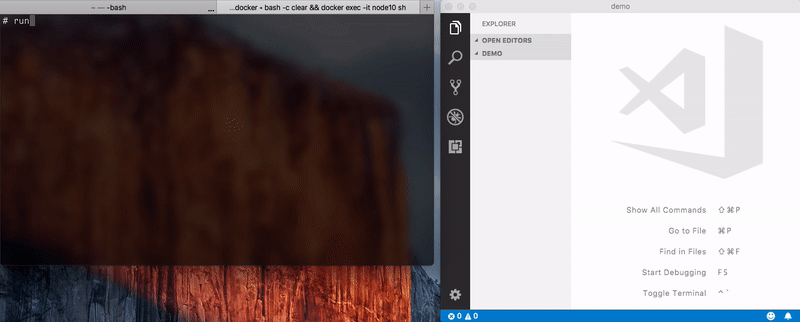 ~ — -bash
...
...docker • bash -c clear && docker exec -it node10 sh
+
# run
demo
EXPLORER
OPEN EDITORS
DEMO
Show All Commands ⇧⌘P
Go to File ⌘P
Find in Files ⇧⌘F
Start Debugging F5
Toggle Terminal ⌃`
0 0